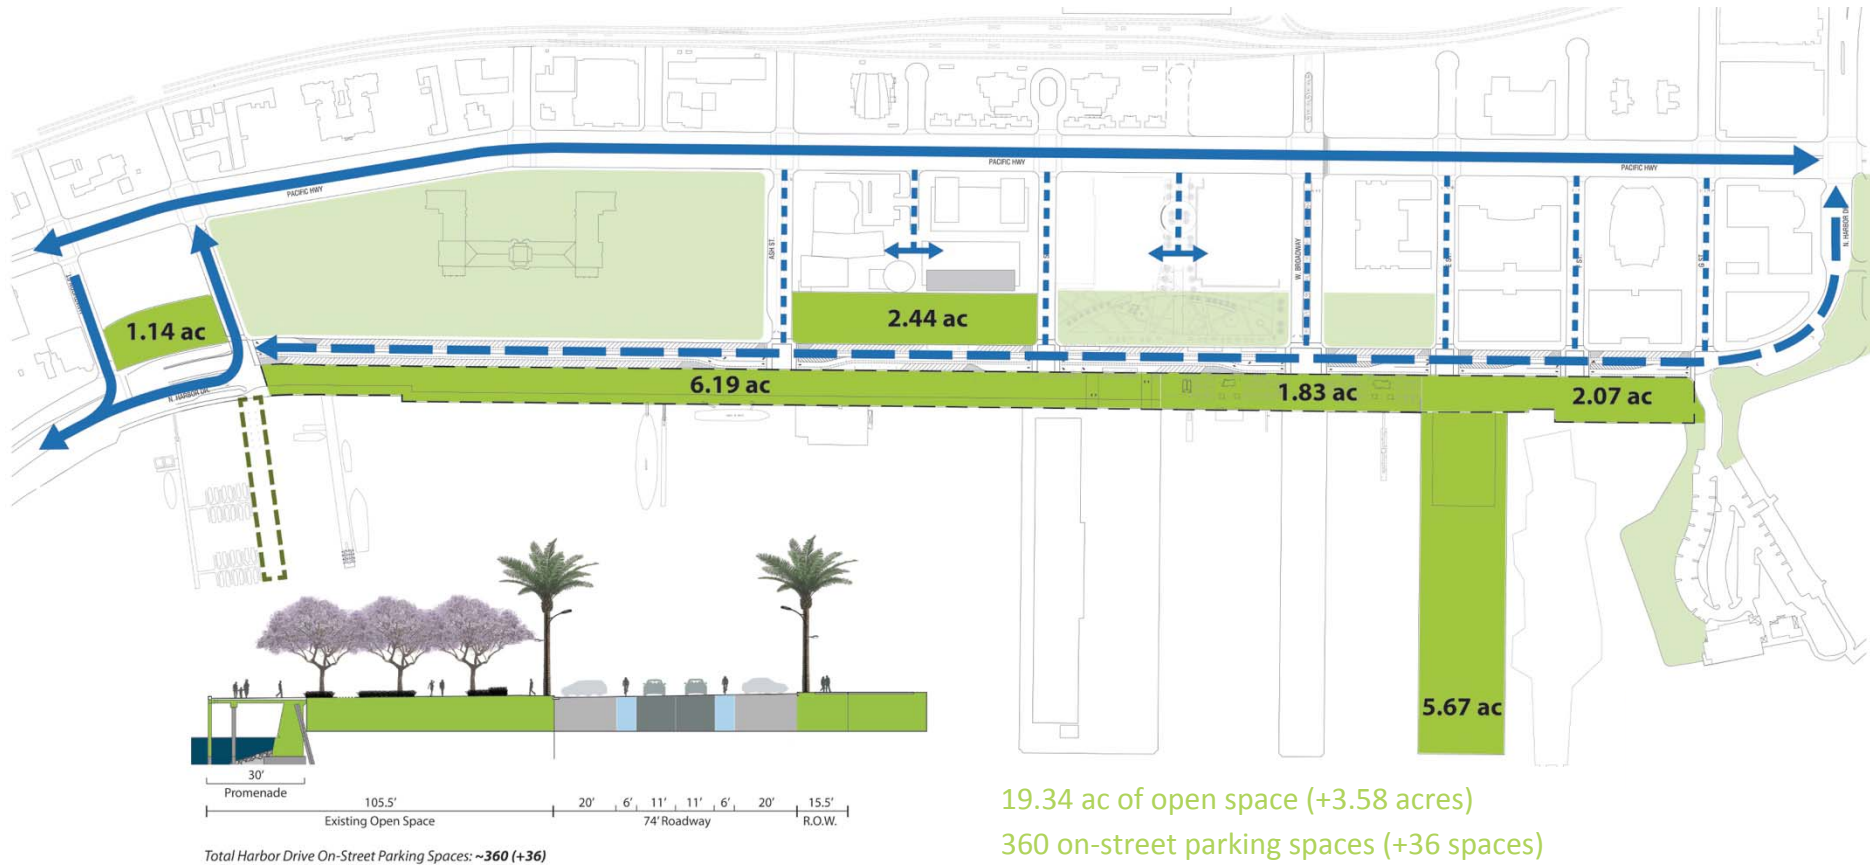 PACIFIC HWY
PACIFIC HWY
PACIFIC HWY
ASH ST.
W. BROADWAY
G ST.
N. HARBOR DR.
1.14 ac
2.44 ac
N. HARBOR DR.
6.19 ac
1.83 ac
2.07 ac
5.67 ac
30'
Promenade
105.5'
20'
6'
11'
11'
6'
20'
15.5'
Existing Open Space
74' Roadway
R.O.W.
Total Harbor Drive On-Street Parking Spaces: ~360 (+36)
19.34 ac of open space (+3.58 acres)
360 on-street parking spaces (+36 spaces)